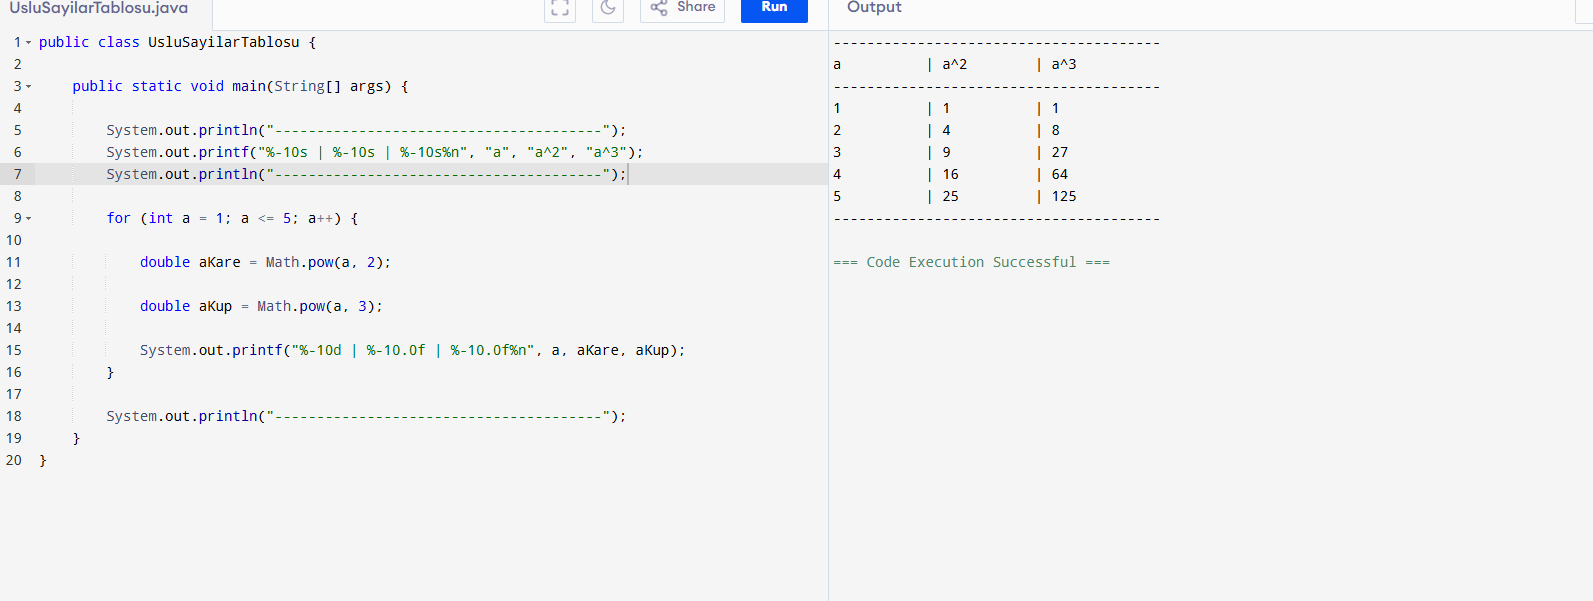 UsluSayilarTablosu.java
Share
Run
Output
1 public class UsluSayilarTablosu {
2
3     public static void main(String[] args) {
4
5         System.out.println("---------------------------------------");
6         System.out.printf("%-10s | %-10s | %-10s%n", "a", "a^2", "a^3");
7         System.out.println("---------------------------------------");
8
9         for (int a = 1; a <= 5; a++) {
10
11             double aKare = Math.pow(a, 2);
12
13             double aKup = Math.pow(a, 3);
14
15             System.out.printf("%-10d | %-10.0f | %-10.0f%n", a, aKare, aKup);
16         }
17
18         System.out.println("---------------------------------------");
19     }
20 }
---------------------------------------
a          | a^2        | a^3
---------------------------------------
1          | 1          | 1
2          | 4          | 8
3          | 9          | 27
4          | 16         | 64
5          | 25         | 125
---------------------------------------
=== Code Execution Successful ===